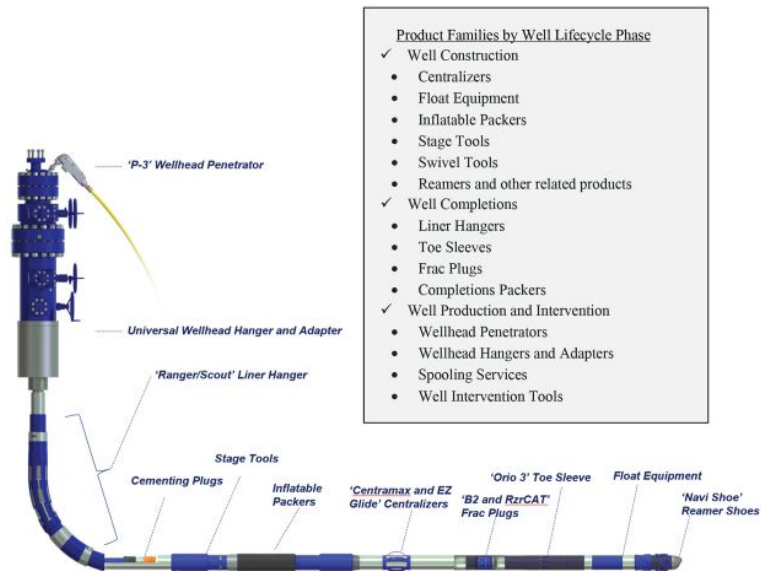 Product Families by Well Lifecycle Phase
✓ Well Construction
• Centralizers
• Float Equipment
• Inflatable Packers
• Stage Tools
• Swivel Tools
• Reamers and other related products
✓ Well Completions
• Liner Hangers
• Toe Sleeves
• Frac Plugs
• Completions Packers
✓ Well Production and Intervention
• Wellhead Penetrators
• Wellhead Hangers and Adapters
• Spooling Services
• Well Intervention Tools
‘P-3’ Wellhead Penetrator
Universal Wellhead Hanger and Adapter
‘Ranger/Scout’ Liner Hanger
Cementing Plugs
Stage Tools
Inflatable
Packers
‘Centramax and EZ
Glide’ Centralizers
‘B2 and RzrCAT’
Frac Plugs
‘Orio 3’ Toe Sleeve
Float Equipment
‘Navi Shoe’
Reamer Shoes